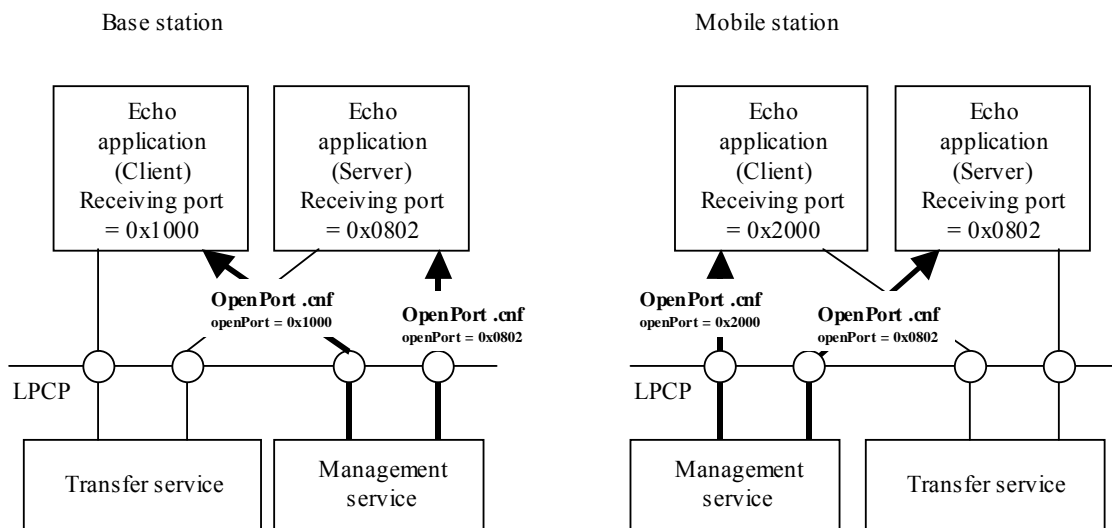 Base station
Mobile station
Echo
application
(Client)
Receiving port
= 0x1000
Echo
application
(Server)
Receiving port
= 0x0802
Echo
application
(Client)
Receiving port
= 0x2000
Echo
application
(Server)
Receiving port
= 0x0802
OpenPort .cnf
openPort = 0x1000
OpenPort .cnf
openPort = 0x0802
OpenPort .cnf
openPort = 0x2000
OpenPort .cnf
openPort = 0x0802
LPCP
LPCP
Transfer service
Management
service
Management
service
Transfer service